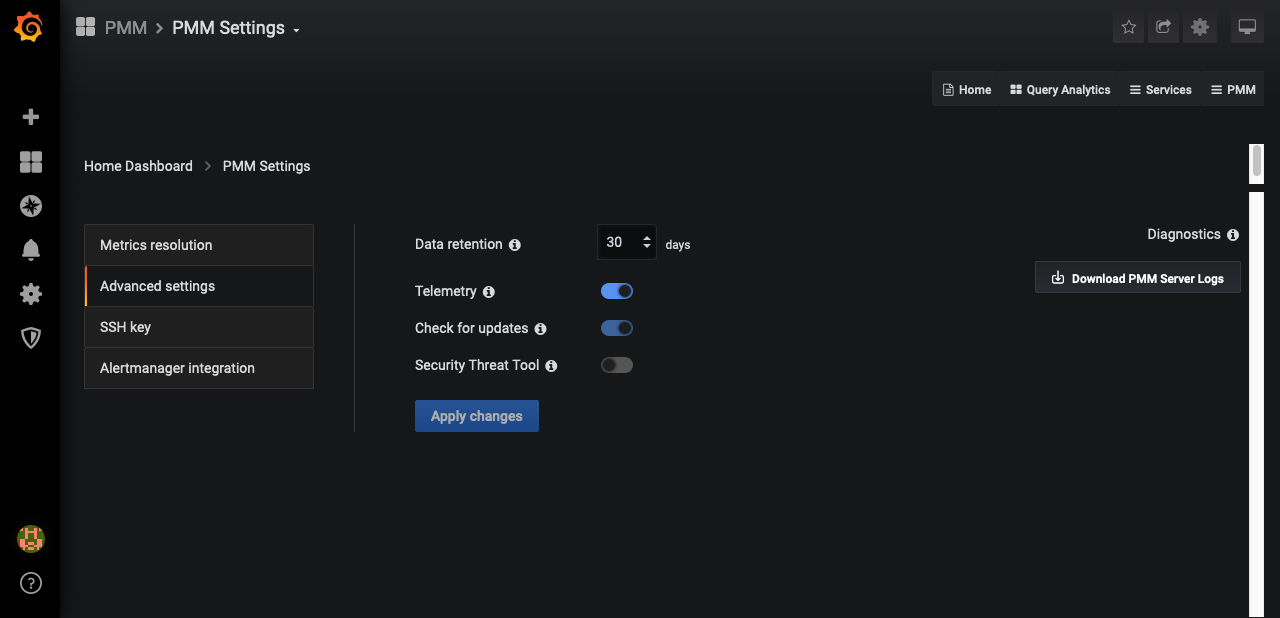 PMM > PMM Settings
Home
Query Analytics
Services
PMM
Home Dashboard > PMM Settings
Metrics resolution
Advanced settings
SSH key
Alertmanager integration
Data retention
30
days
Telemetry
Check for updates
Security Threat Tool
Apply changes
Diagnostics
Download PMM Server Logs